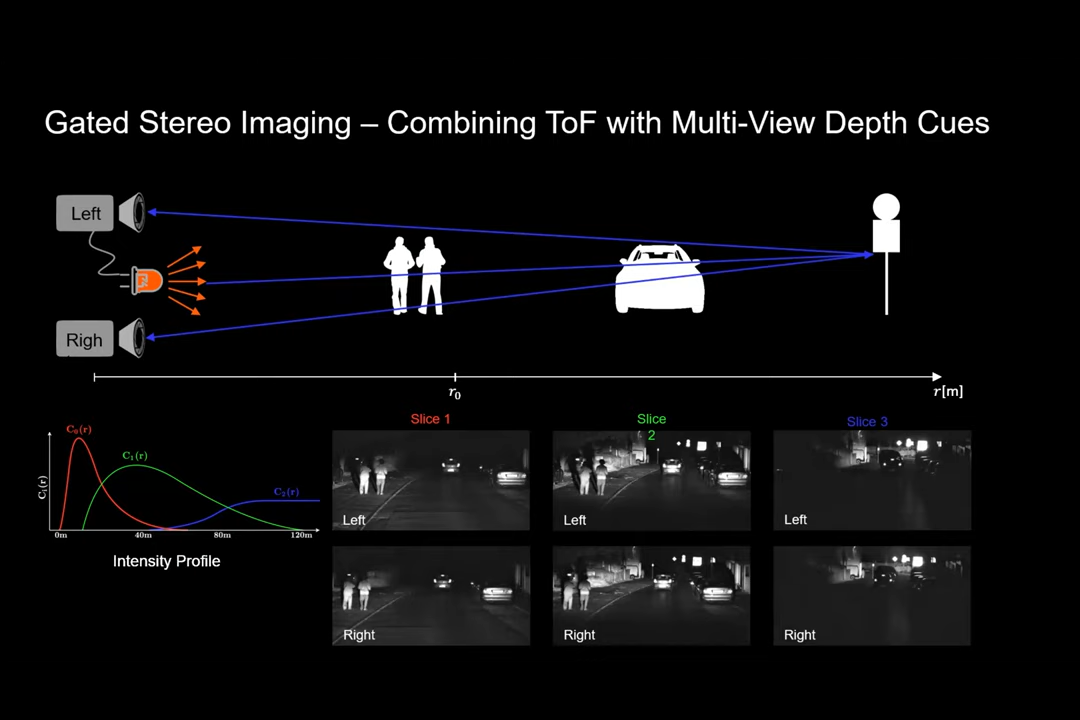 Gated Stereo Imaging – Combining ToF with Multi-View Depth Cues
Left
Righ
r₀
r[m]
Slice 1
Slice
2
Slice 3
C₀(r)
C₁(r)
C₂(r)
Cᵢ(r)
0m 40m 80m 120m
Intensity Profile
Left
Left
Left
Right
Right
Right